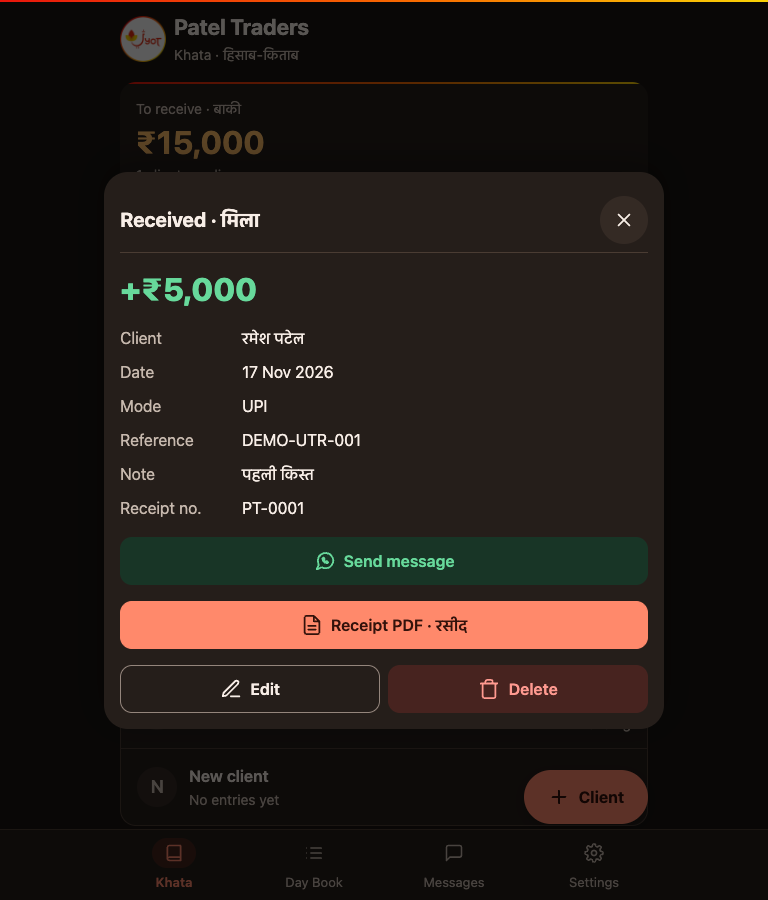 Jyot
Patel Traders
Khata · हिसाब-किताब
To receive · बाकी
₹15,000
Received · मिला
+₹5,000
Client रमेश पटेल
Date 17 Nov 2026
Mode UPI
Reference DEMO-UTR-001
Note पहली किस्त
Receipt no. PT-0001
Send message
Receipt PDF · रसीद
Edit Delete
N New client
No entries yet
+ Client
Khata Day Book Messages Settings